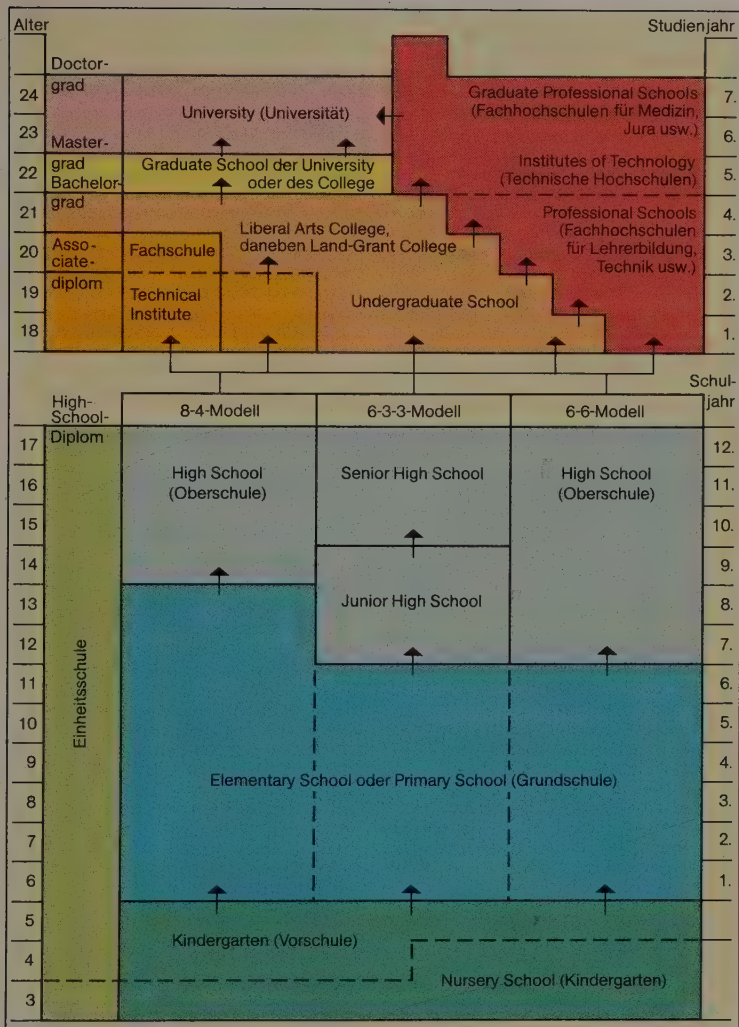 Alter
Studienjahr
Doctor-
grad
24
23
Master-
grad
22
Bachelor-
grad
21
Asso-
ciate-
20
diplom
19
18
University (Universität)
Graduate School der University
oder des College
Liberal Arts College,
daneben Land-Grant College
Fachschule
Technical
Institute
Undergraduate School
Graduate Professional Schools
(Fachhochschulen für Medizin,
Jura usw.)
Institutes of Technology
(Technische Hochschulen)
Professional Schools
(Fachhochschulen
für Lehrerbildung,
Technik usw.)
7.
6.
5.
4.
3.
2.
1.
High-
School-
Diplom
8-4-Modell
6-3-3-Modell
6-6-Modell
Schul-
jahr
17
16
15
14
13
12
11
10
9
8
7
6
5
4
3
Einheitsschule
High School
(Oberschule)
Senior High School
High School
(Oberschule)
Junior High School
Elementary School oder Primary School (Grundschule)
Kindergarten (Vorschule)
Nursery School (Kindergarten)
12.
11.
10.
9.
8.
7.
6.
5.
4.
3.
2.
1.